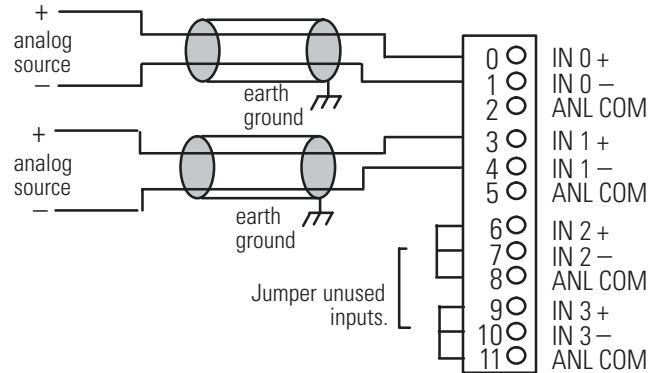 +
analog
source
—
earth
ground
+
analog
source
—
earth
ground
Jumper unused
inputs.
0 IN 0 +
1 IN 0 —
2 ANL COM
3 IN 1 +
4 IN 1 —
5 ANL COM
6 IN 2 +
7 IN 2 —
8 ANL COM
9 IN 3 +
10 IN 3 —
11 ANL COM